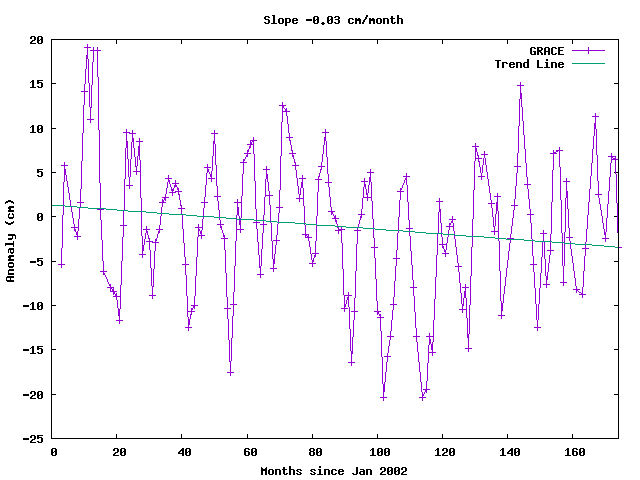 Slope -0.03 cm/month
GRACE
Trend Line
20
15
10
5
0
-5
-10
-15
-20
-25
Anomaly (cm)
0 20 40 60 80 100 120 140 160
Months since Jan 2002